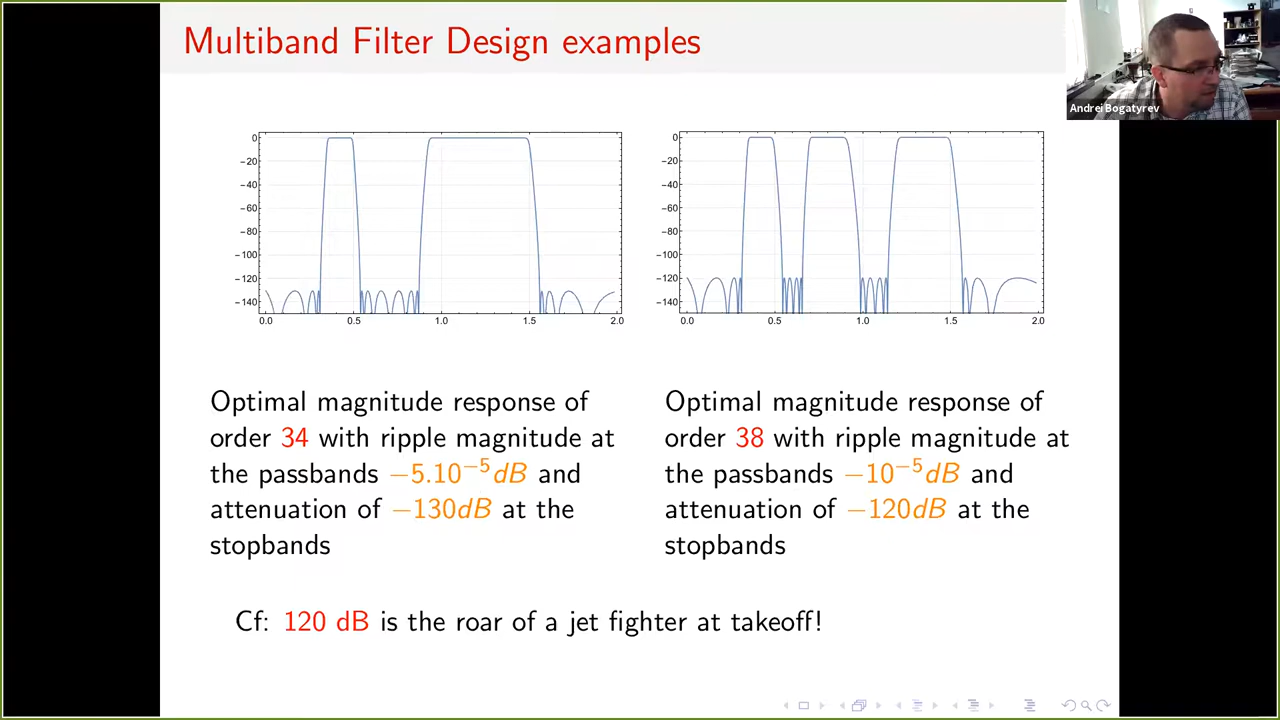 Multiband Filter Design examples
Andrei Bogatyrev
0
−20
−40
−60
−80
−100
−120
−140
0.0 0.5 1.0 1.5 2.0
0
−20
−40
−60
−80
−100
−120
−140
0.0 0.5 1.0 1.5 2.0
Optimal magnitude response of
order 34 with ripple magnitude at
the passbands −5.10⁻⁵dB and
attenuation of −130dB at the
stopbands
Optimal magnitude response of
order 38 with ripple magnitude at
the passbands −10⁻⁵dB and
attenuation of −120dB at the
stopbands
Cf: 120 dB is the roar of a jet fighter at takeoff!